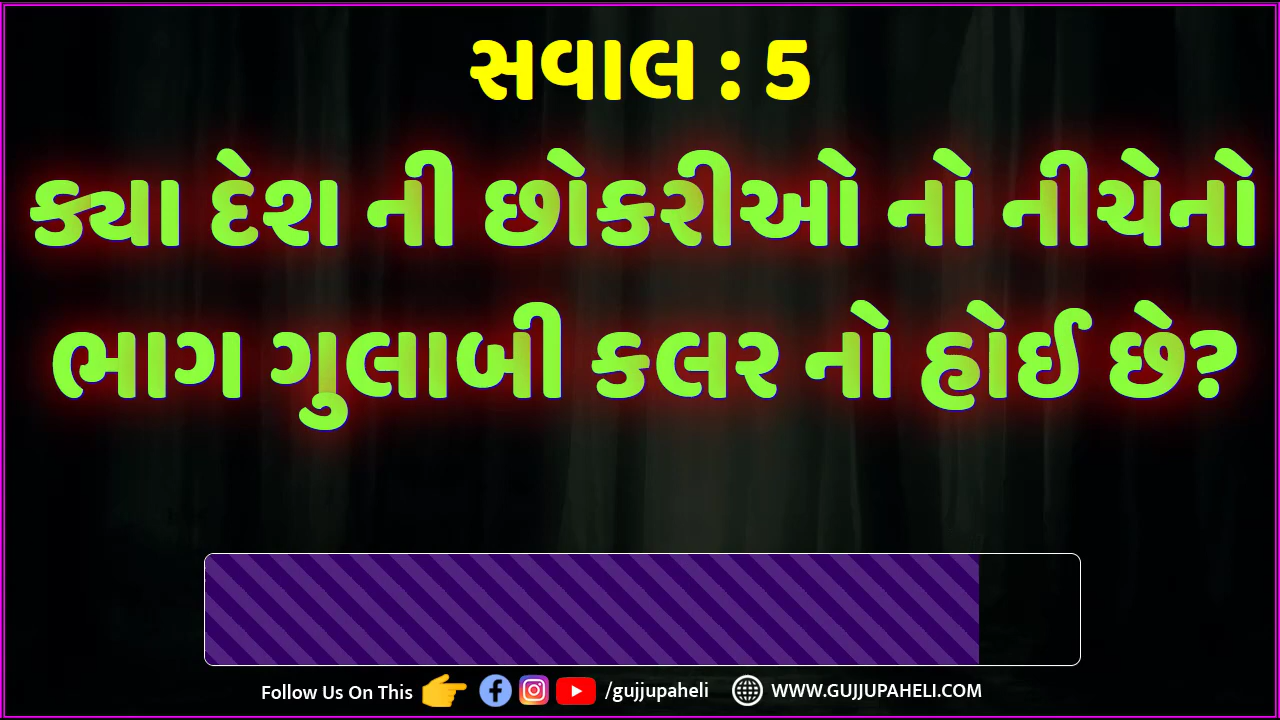 સવાલ : 5
ક્યા દેશ ની છોકરીઓ નો નીચેનો
ભાગ ગુલાબી કલર નો હોઈ છે?
Follow Us On This /gujjupaheli WWW.GUJJUPAHELI.COM